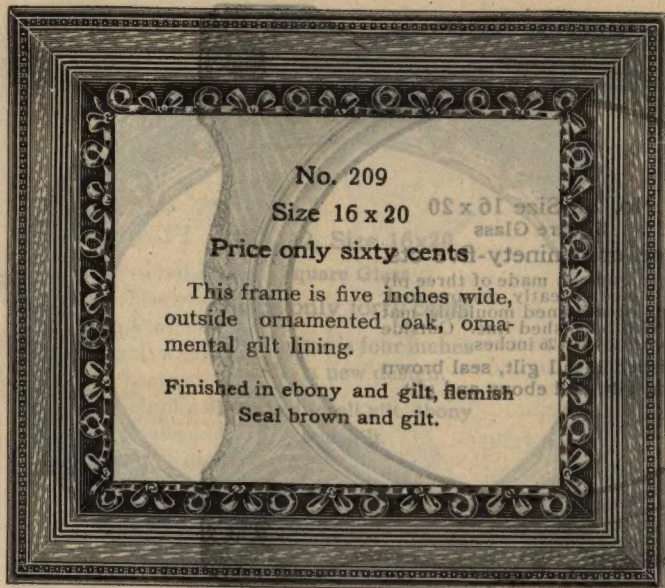 No. 209
Size 16 x 20
Price only sixty cents
This frame is five inches wide,
outside ornamented oak, orna-
mental gilt lining.
Finished in ebony and gilt, flemish
Seal brown and gilt.